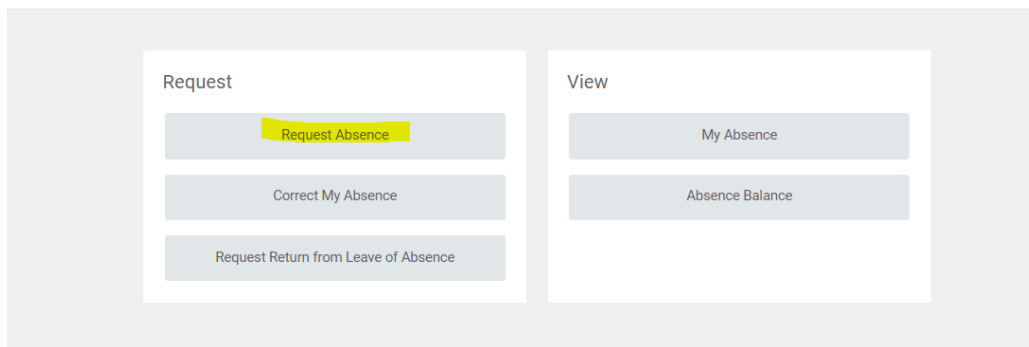 Request
Request Absence
Correct My Absence
Request Return from Leave of Absence
View
My Absence
Absence Balance